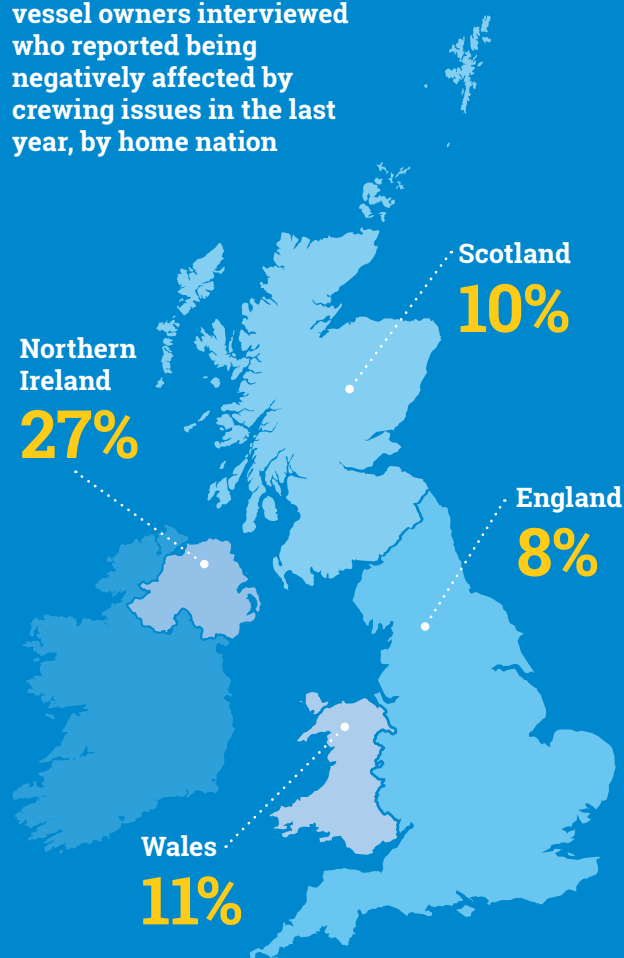 vessel owners interviewed
who reported being
negatively affected by
crewing issues in the last
year, by home nation
Scotland
10%
Northern
Ireland
27%
England
8%
Wales
11%